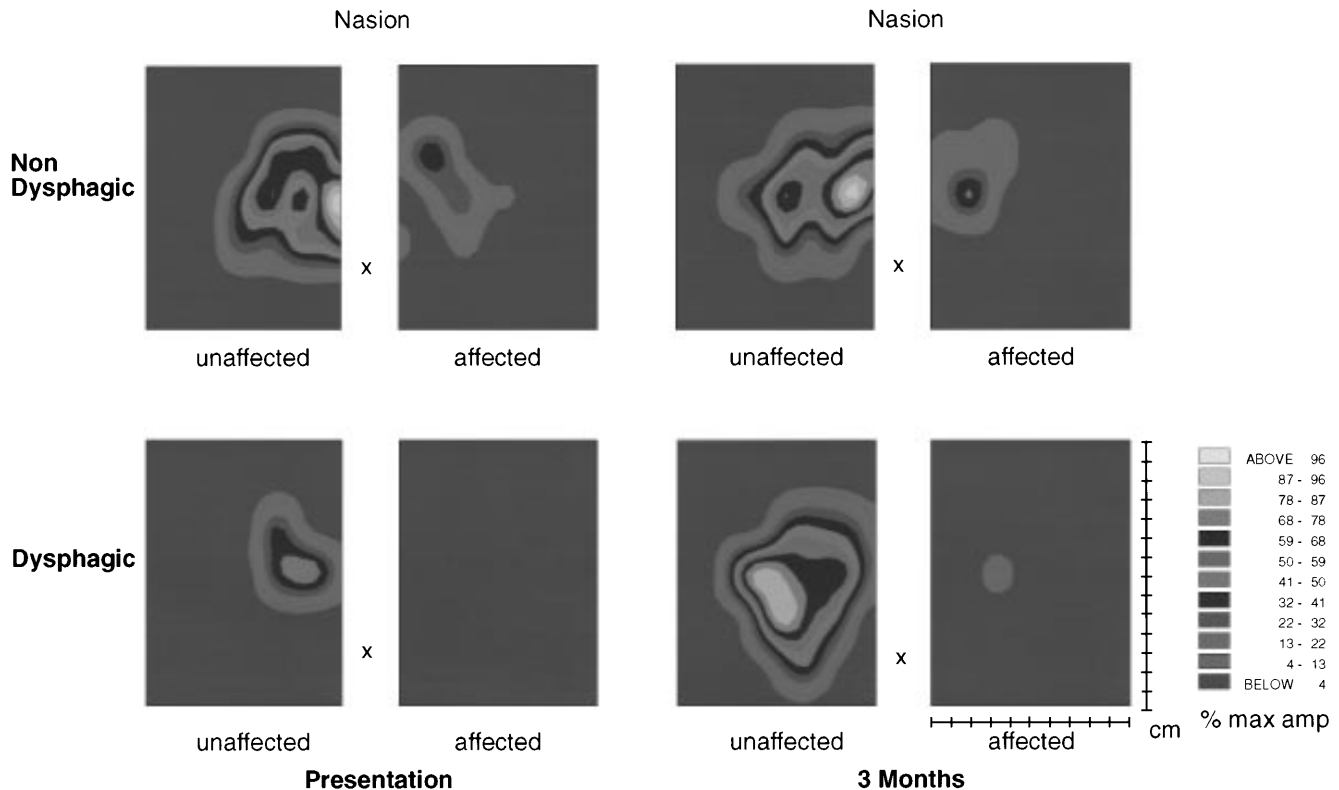 Nasion
Nasion
Non
Dysphagic
x
x
unaffected
affected
unaffected
affected
Dysphagic
x
x
ABOVE 96
87 - 96
78 - 87
68 - 78
59 - 68
50 - 59
41 - 50
32 - 41
22 - 32
13 - 22
4 - 13
BELOW 4
% max amp
cm
unaffected
affected
unaffected
affected
Presentation
3 Months